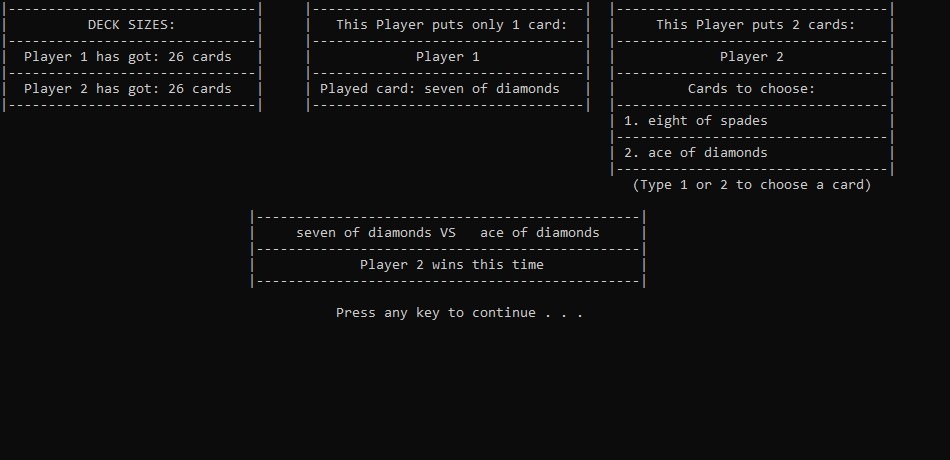 DECK SIZES:
Player 1 has got: 26 cards
Player 2 has got: 26 cards
This Player puts only 1 card:
Player 1
Played card: seven of diamonds
This Player puts 2 cards:
Player 2
Cards to choose:
1. eight of spades
2. ace of diamonds
(Type 1 or 2 to choose a card)
seven of diamonds VS ace of diamonds
Player 2 wins this time
Press any key to continue . . .